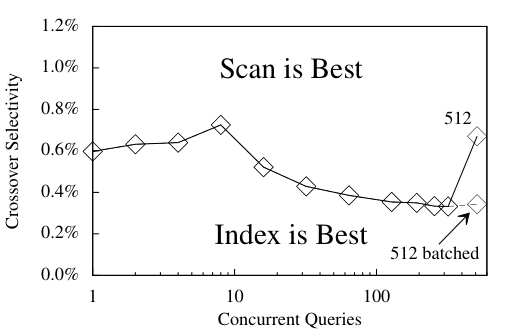 1.2%
1.0%
0.8%
0.6%
0.4%
0.2%
0.0%
Crossover Selectivity
Scan is Best
512
Index is Best
512 batched
1
10
100
Concurrent Queries